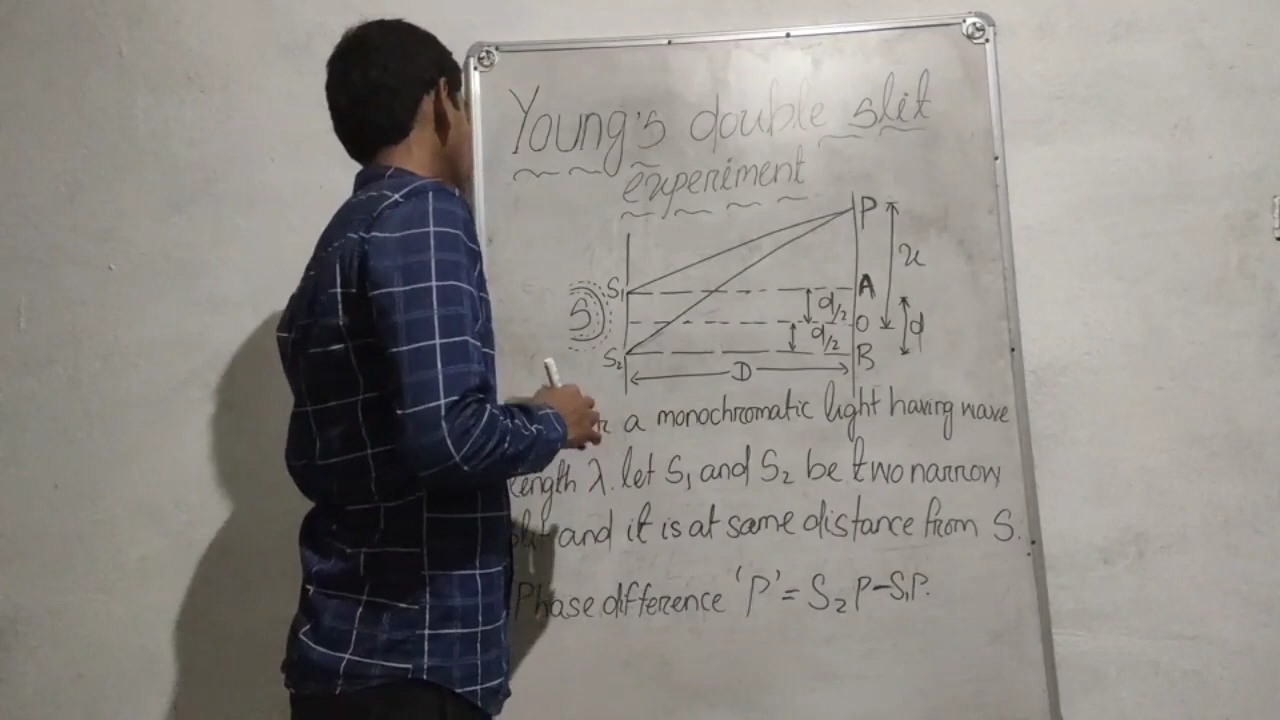 Young's double slit
experiment
P
x
S₁
A
S
d/2
O
d
d/2
S₂
B
D
a monochromatic light having wave
length λ. let S₁ and S₂ be two narrow
slit and it is at same distance from S.
Phase difference 'P' = S₂P-S₁P.